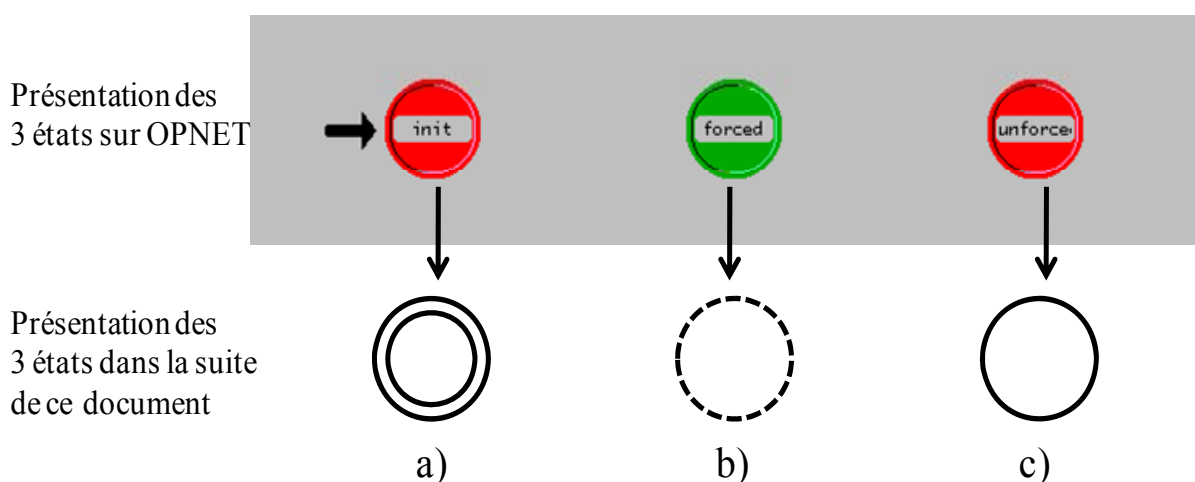 Présentation des
3 états sur OPNET
init
forced
unforce
Présentation des
3 états dans la suite
de ce document
a)
b)
c)